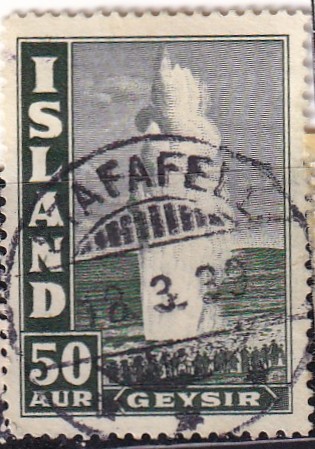 ISLAND
AFAFELL
3.
50
AUR
GEYSIR